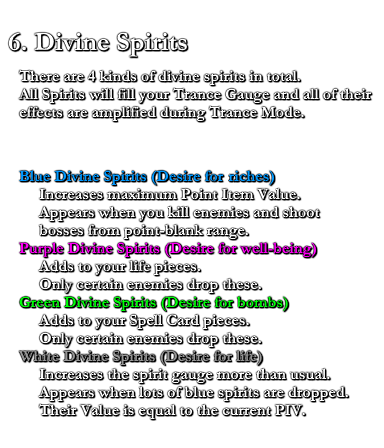 6. Divine Spirits
There are 4 kinds of divine spirits in total.
All Spirits will fill your Trance Gauge and all of their
effects are amplified during Trance Mode.
Blue Divine Spirits (Desire for riches)
Increases maximum Point Item Value.
Appears when you kill enemies and shoot
bosses from point-blank range.
Purple Divine Spirits (Desire for well-being)
Adds to your life pieces.
Only certain enemies drop these.
Green Divine Spirits (Desire for bombs)
Adds to your Spell Card pieces.
Only certain enemies drop these.
White Divine Spirits (Desire for life)
Increases the spirit gauge more than usual.
Appears when lots of blue spirits are dropped.
Their Value is equal to the current PIV.